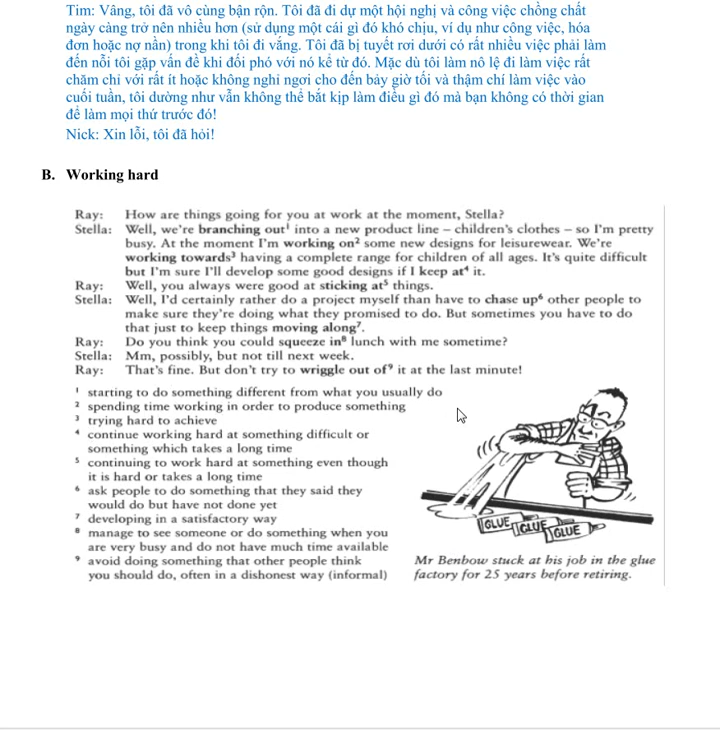 Tim: Vâng, tôi đã vô cùng bận rộn. Tôi đã đi dự một hội nghị và công việc chồng chất
ngày càng trở nên nhiều hơn (sử dụng một cái gì đó khó chịu, ví dụ như công việc, hóa
đơn hoặc nợ nần) trong khi tôi đi vắng. Tôi đã bị tuyết rơi dưới có rất nhiều việc phải làm
đến nỗi tôi gặp vấn đề khi đối phó với nó kể từ đó. Mặc dù tôi làm nô lệ đi làm việc rất
chăm chỉ với rất ít hoặc không nghỉ ngơi cho đến bảy giờ tối và thậm chí làm việc vào
cuối tuần, tôi dường như vẫn không thể bắt kịp làm điều gì đó mà bạn không có thời gian
để làm mọi thứ trước đó!
Nick: Xin lỗi, tôi đã hỏi!
B. Working hard
Ray: How are things going for you at work at the moment, Stella?
Stella: Well, we're branching out¹ into a new product line – children's clothes – so I'm pretty
busy. At the moment I'm working on² some new designs for leisurewear. We're
working towards³ having a complete range for children of all ages. It's quite difficult
but I'm sure I'll develop some good designs if I keep at⁴ it.
Ray: Well, you always were good at sticking at⁵ things.
Stella: Well, I'd certainly rather do a project myself than have to chase up⁶ other people to
make sure they're doing what they promised to do. But sometimes you have to do
that just to keep things moving along⁷.
Ray: Do you think you could squeeze in⁸ lunch with me sometime?
Stella: Mm, possibly, but not till next week.
Ray: That's fine. But don't try to wriggle out of⁹ it at the last minute!
¹ starting to do something different from what you usually do
² spending time working in order to produce something
³ trying hard to achieve
⁴ continue working hard at something difficult or
something which takes a long time
⁵ continuing to work hard at something even though
it is hard or takes a long time
⁶ ask people to do something that they said they
would do but have not done yet
⁷ developing in a satisfactory way
⁸ manage to see someone or do something when you
are very busy and do not have much time available
⁹ avoid doing something that other people think
you should do, often in a dishonest way (informal)
GLUE
GLUE
GLUE
Mr Benbow stuck at his job in the glue
factory for 25 years before retiring.